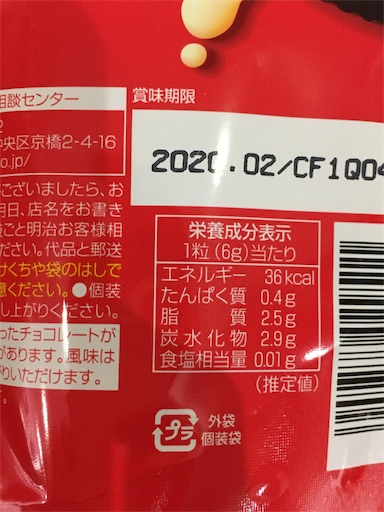 相談センター
央区京橋2-4-16
o.jp/
ございましたら、お
月日、店名をお書き
ごと明治お客様相
ださい。代品と郵送
けくちや袋のはしで
意ください。●個装
し上がりください。
ったチョコレートが
があります。風味は
がりいただけます。
賞味期限
2020.02/CF1Q04
栄養成分表示
1粒(6g)当たり
エネルギー 36kcal
たんぱく質 0.4g
脂質 2.5g
炭水化物 2.9g
食塩相当量 0.01g
(推定値)
プラ
外袋
個装袋